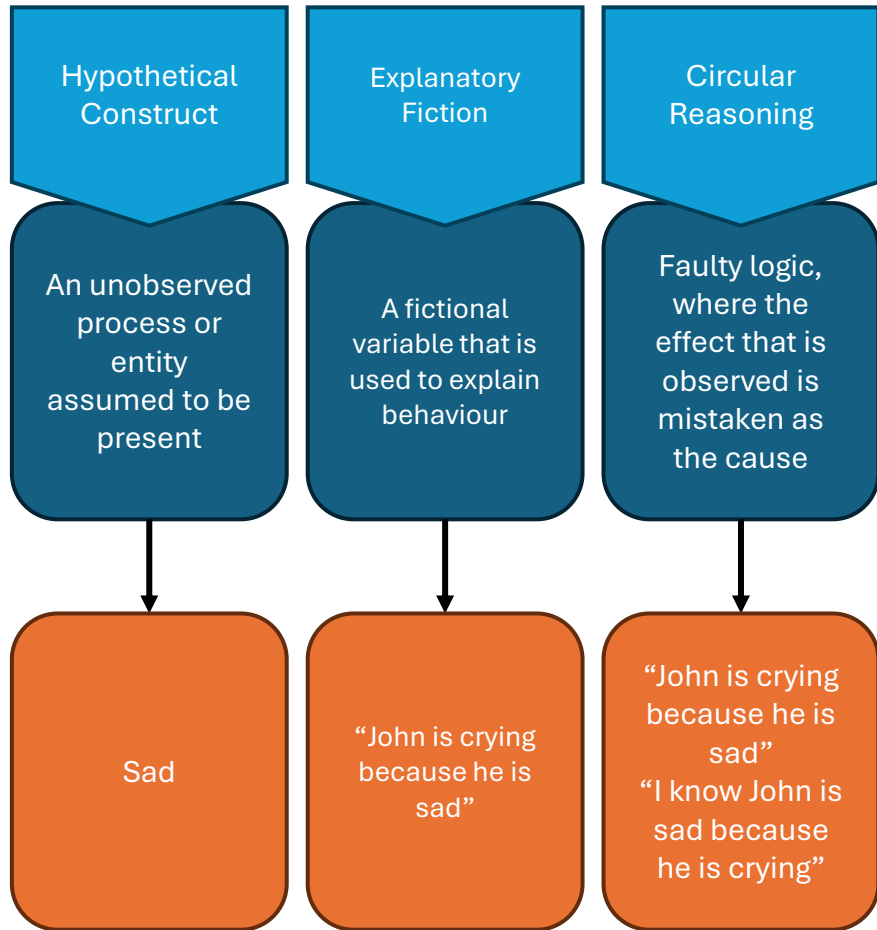 Hypothetical
Construct
An unobserved
process or
entity
assumed to be
present
Sad
Explanatory
Fiction
A fictional
variable that is
used to explain
behaviour
“John is crying
because he is
sad”
Circular
Reasoning
Faulty logic,
where the
effect that is
observed is
mistaken as
the cause
“John is crying
because he is
sad”
“I know John is
sad because
he is crying”